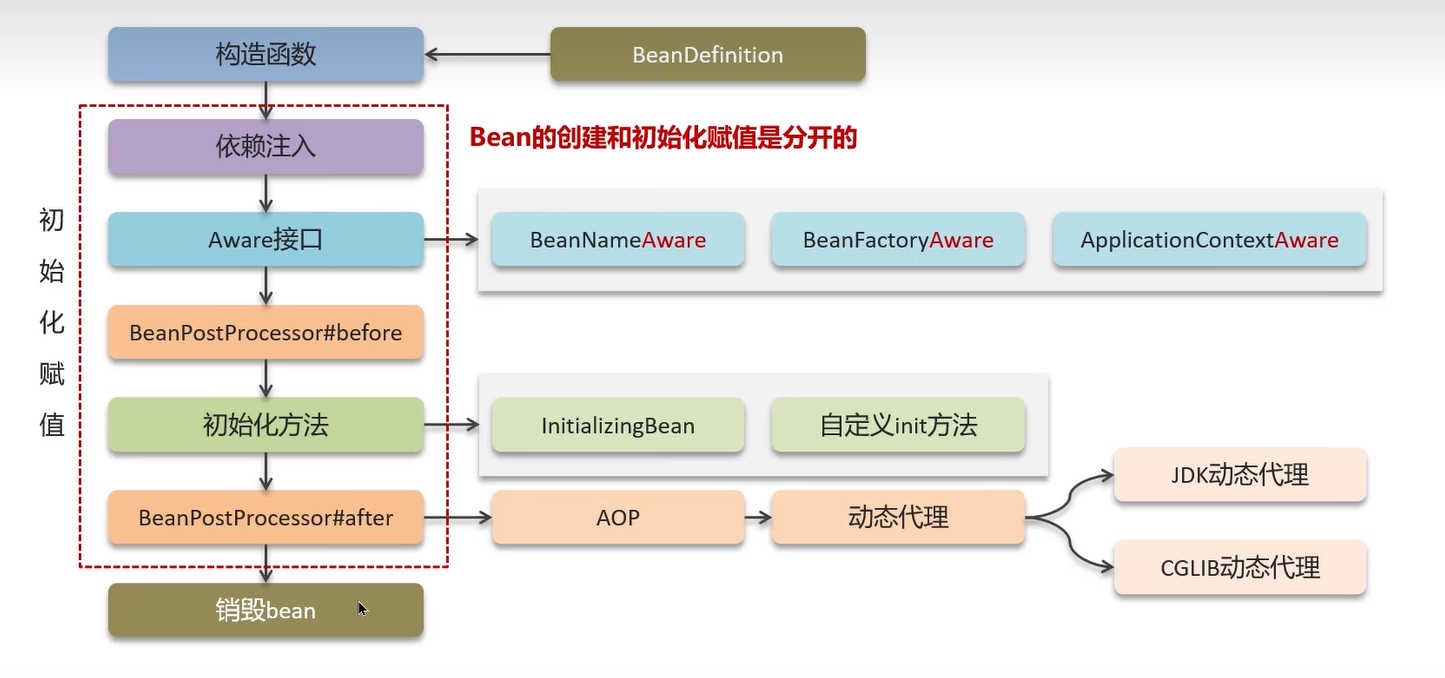 构造函数
BeanDefinition
依赖注入
Bean的创建和初始化赋值是分开的
初始化赋值
Aware接口
BeanNameAware
BeanFactoryAware
ApplicationContextAware
BeanPostProcessor#before
初始化方法
InitializingBean
自定义init方法
BeanPostProcessor#after
AOP
动态代理
JDK动态代理
CGLIB动态代理
销毁bean